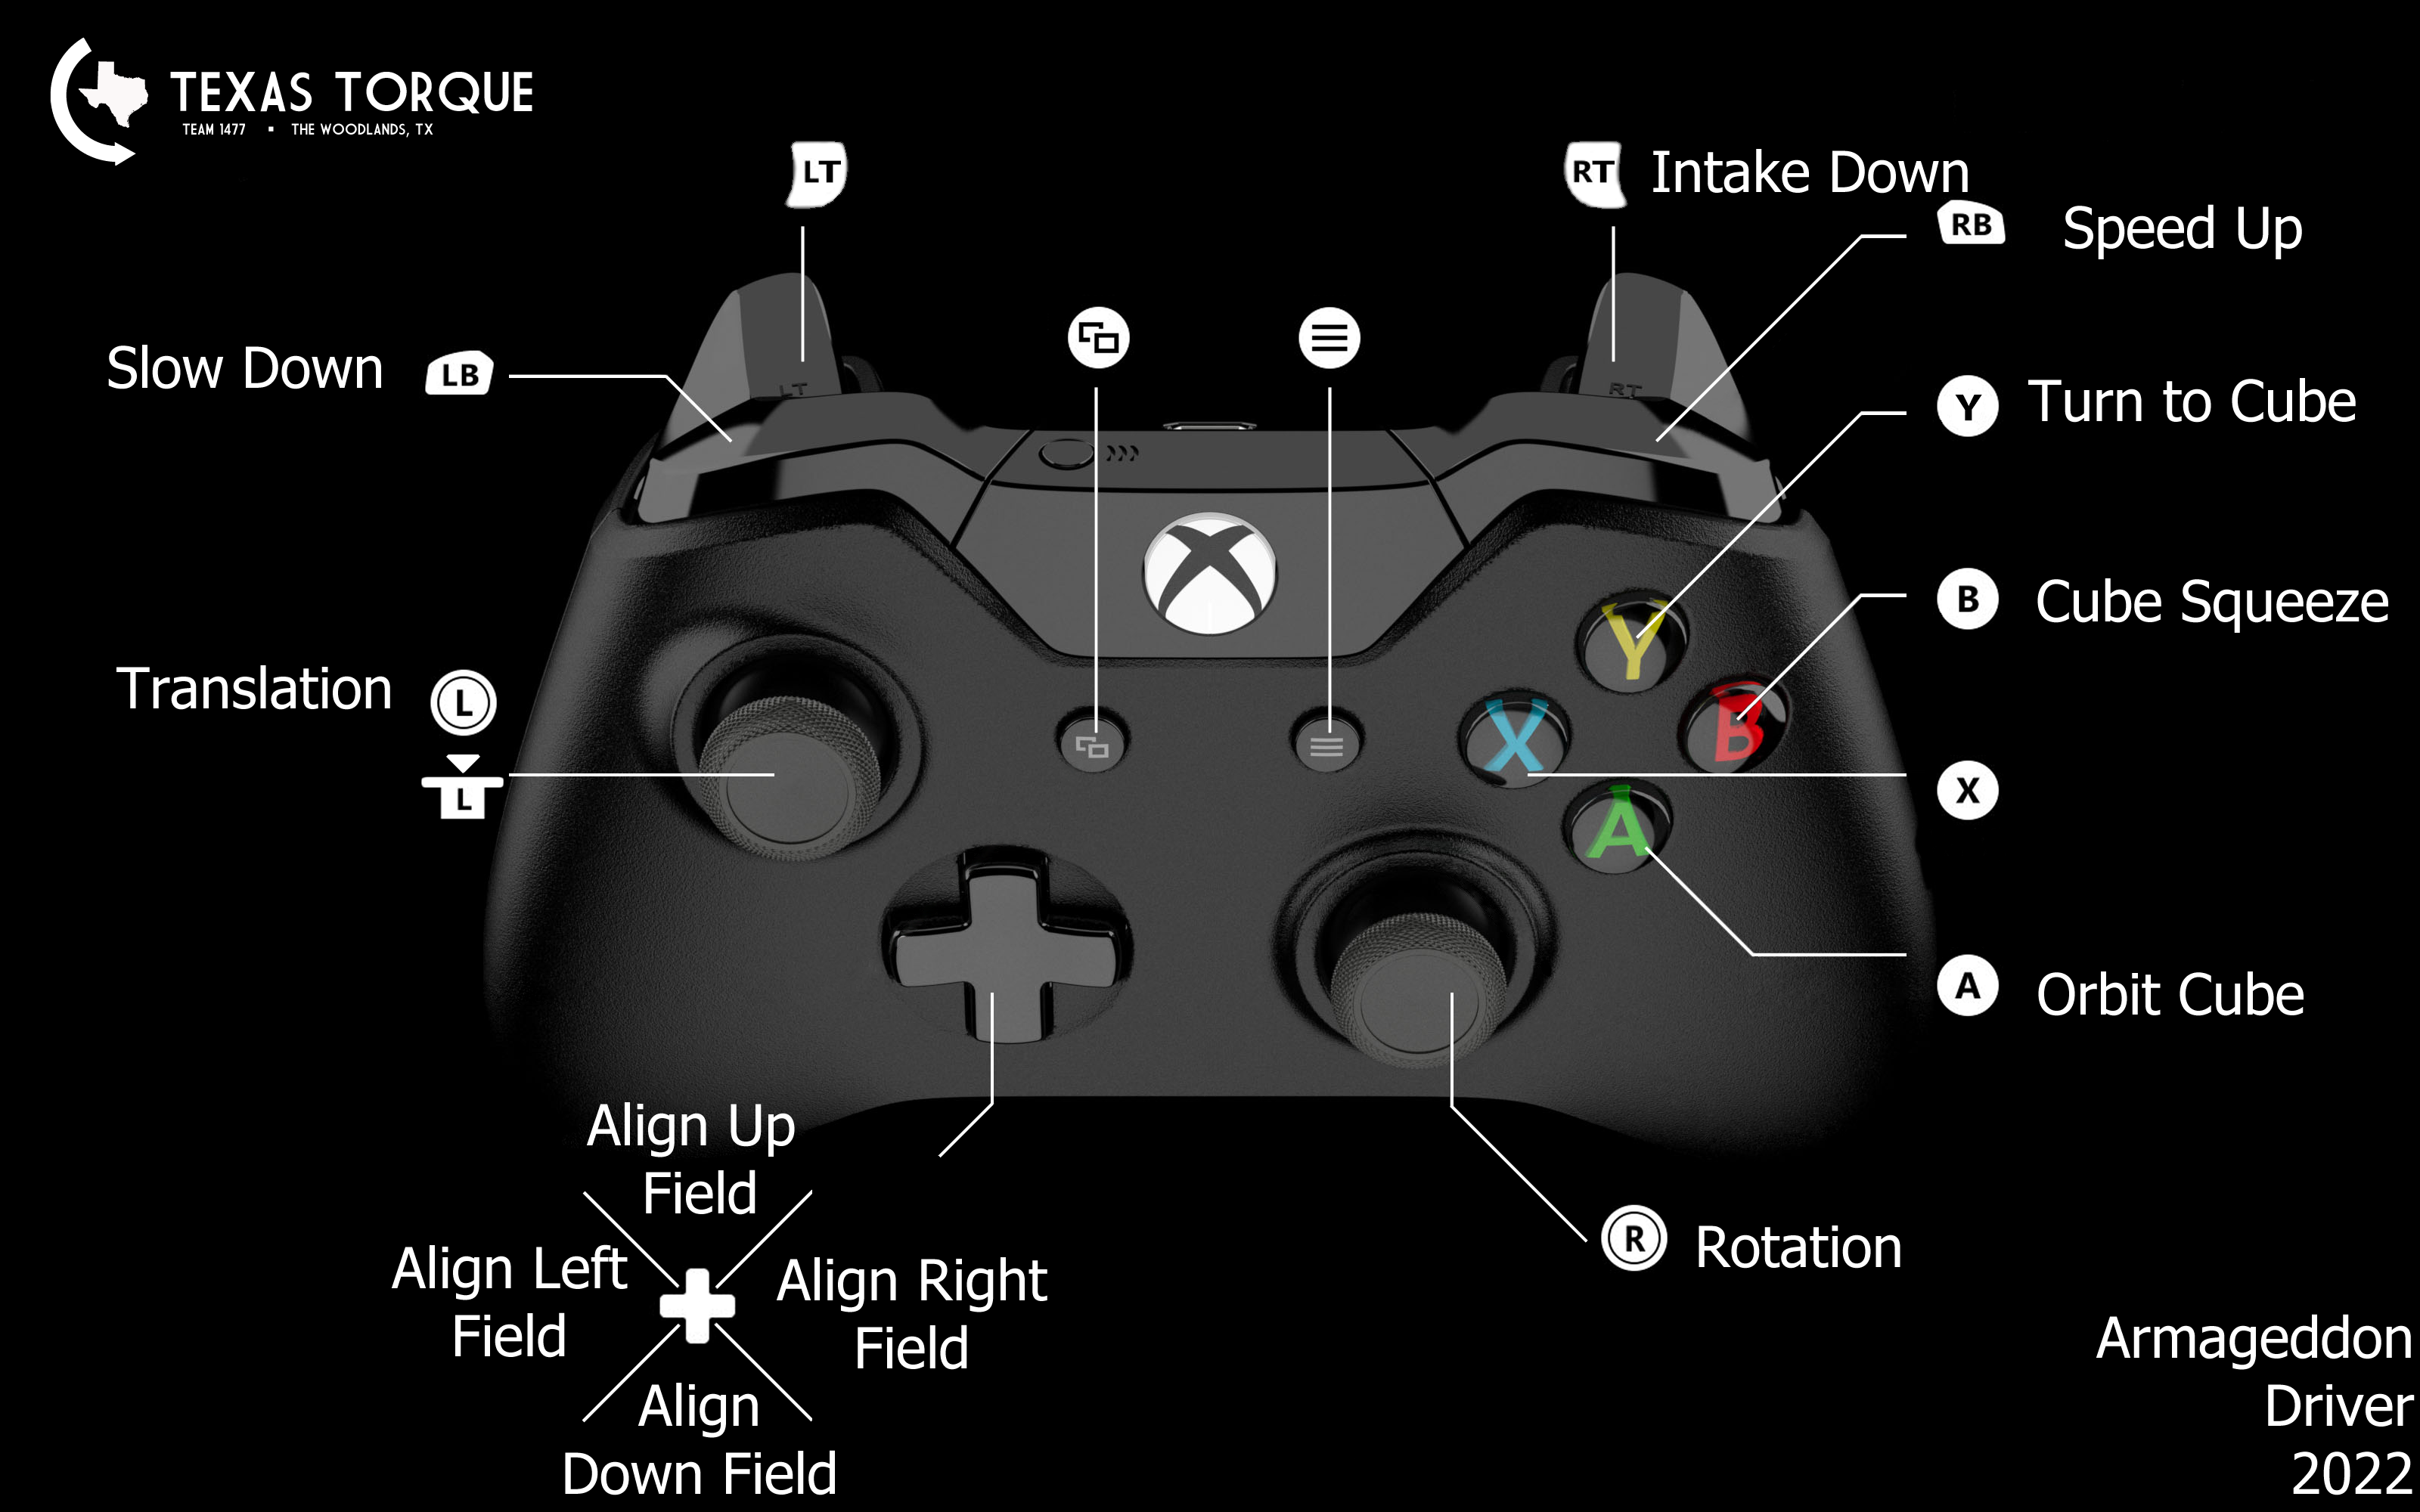 TEXAS TORQUE
TEAM 1477 ▪ THE WOODLANDS, TX
LT
RT Intake Down
RB Speed Up
Slow Down LB
LT
RT
Y Turn to Cube
B Cube Squeeze
Y
Translation L
X
B
L
X
A
A Orbit Cube
Align Up
Field
R Rotation
Align Left
Field
Align Right
Field
Align
Down Field
Armageddon
Driver
2022